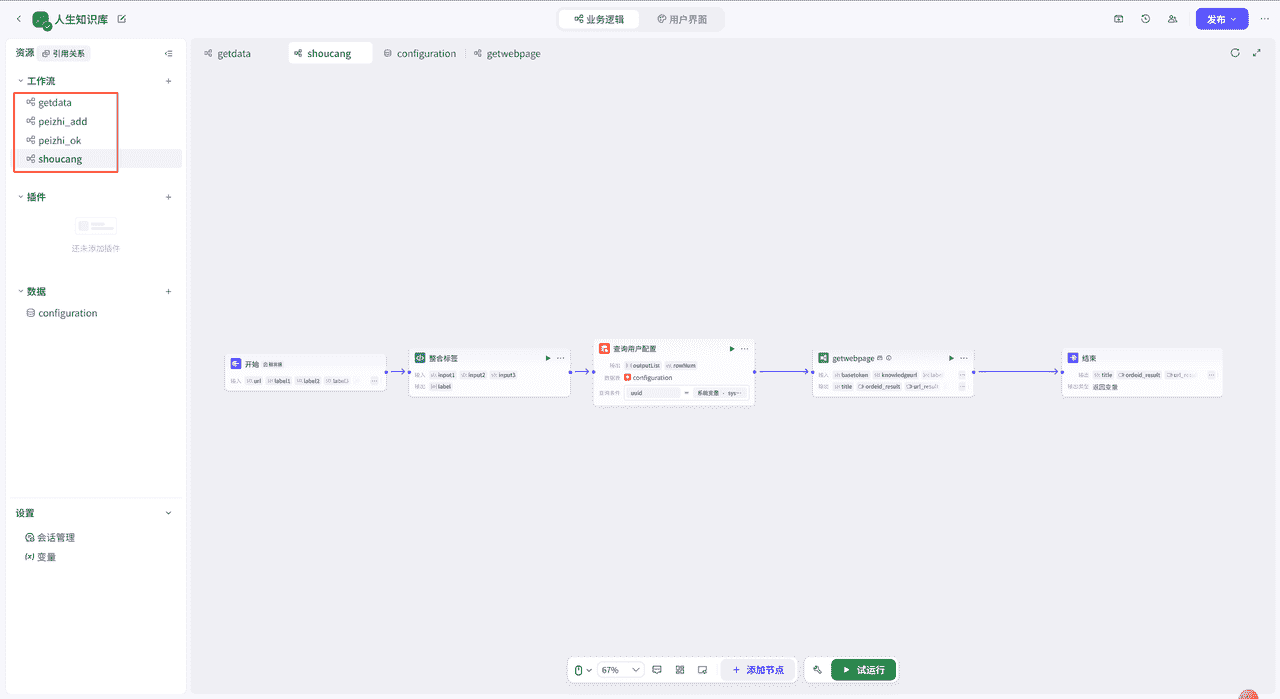 人生知识库
业务逻辑 用户界面
发布
资源 引用关系
getdata shoucang configuration getwebpage
工作流
getdata
peizhi_add
peizhi_ok
shoucang
插件
还未添加插件
数据
configuration
设置
会话管理
变量
开始
输入 url label1 label2 label3
整合标签
输入 input1 input2 input3
输出 label
查询用户配置
输出 outputList rowNum
数据表 configuration
查询条件 uuid = 系统变量 - sys···
getwebpage
输入 basetoken knowledgeurl labe
输出 title ordeid_result url_result
结束
输出 title ordeid_result url_resu
输出类型 返回变量
67%
添加节点
试运行